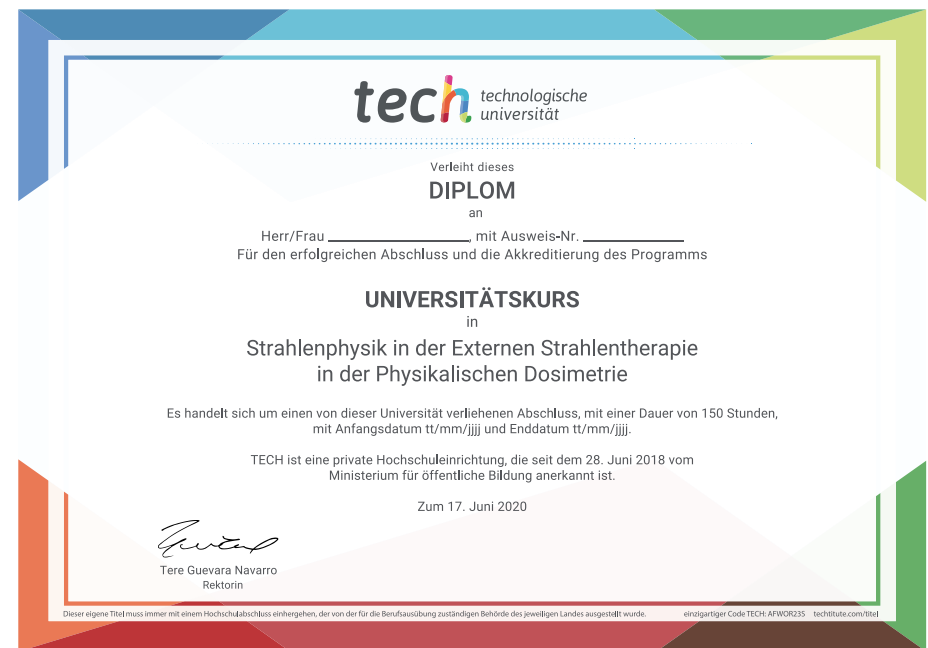 tech technologische
universität
Verleiht dieses
DIPLOM
an
Herr/Frau ____________, mit Ausweis-Nr. ____________
Für den erfolgreichen Abschluss und die Akkreditierung des Programms
UNIVERSITÄTSKURS
in
Strahlenphysik in der Externen Strahlentherapie
in der Physikalischen Dosimetrie
Es handelt sich um einen von dieser Universität verliehenen Abschluss, mit einer Dauer von 150 Stunden,
mit Anfangsdatum tt/mm/jjjj und Enddatum tt/mm/jjjj.
TECH ist eine private Hochschuleinrichtung, die seit dem 28. Juni 2018 vom
Ministerium für öffentliche Bildung anerkannt ist.
Zum 17. Juni 2020
Tere Guevara Navarro
Rektorin
Dieser eigene Titel muss immer mit einem Hochschulabschluss einhergehen, der von der für die Berufsausübung zuständigen Behörde des jeweiligen Landes ausgestellt wurde. einzigartiger Code TECH: AFWOR23S techtitute.com/titel